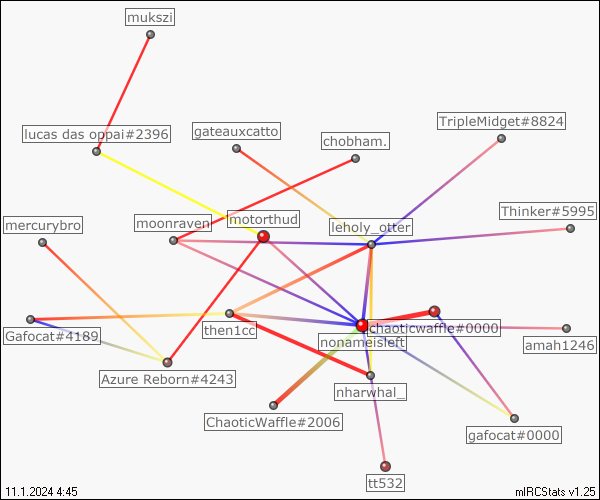 mukszi
lucas das oppai#2396
gateauxcatto
chobham.
TripleMidget#8824
mercurybro
moonraven
motorthud
leholy_otter
Thinker#5995
Gafocat#4189
then1cc
chaoticwaffle#0000
nonameisleft
amah1246
Azure Reborn#4243
nharwhal_
ChaoticWaffle#2006
gafocat#0000
tt532
11.1.2024 4:45
mIRCStats v1.25